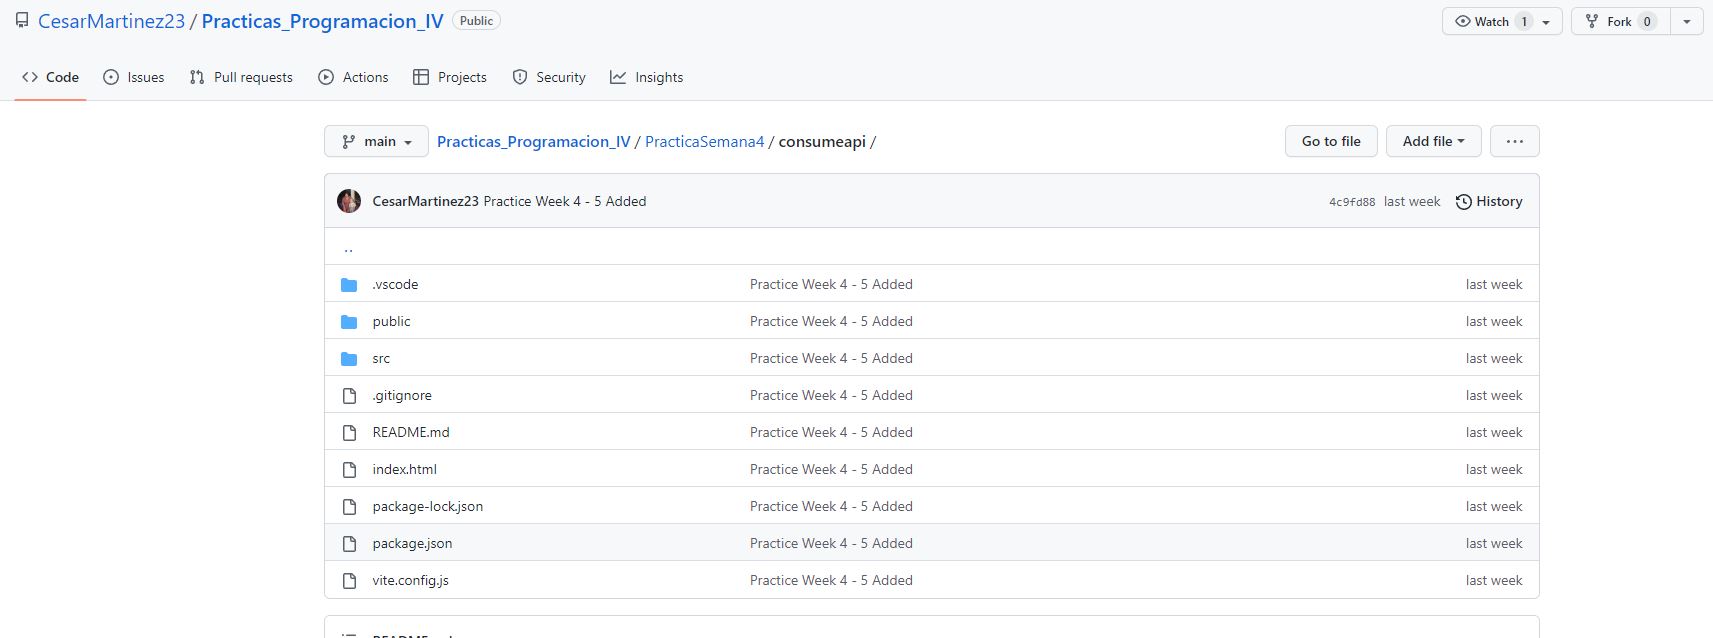 CesarMartinez23 / Practicas_Programacion_IV Public Watch 1 Fork 0
Code Issues Pull requests Actions Projects Security Insights
main Practicas_Programacion_IV / PracticaSemana4 / consumeapi / Go to file Add file ...
CesarMartinez23 Practice Week 4 - 5 Added 4c9fd88 last week History
..
.vscode Practice Week 4 - 5 Added last week
public Practice Week 4 - 5 Added last week
src Practice Week 4 - 5 Added last week
.gitignore Practice Week 4 - 5 Added last week
README.md Practice Week 4 - 5 Added last week
index.html Practice Week 4 - 5 Added last week
package-lock.json Practice Week 4 - 5 Added last week
package.json Practice Week 4 - 5 Added last week
vite.config.js Practice Week 4 - 5 Added last week